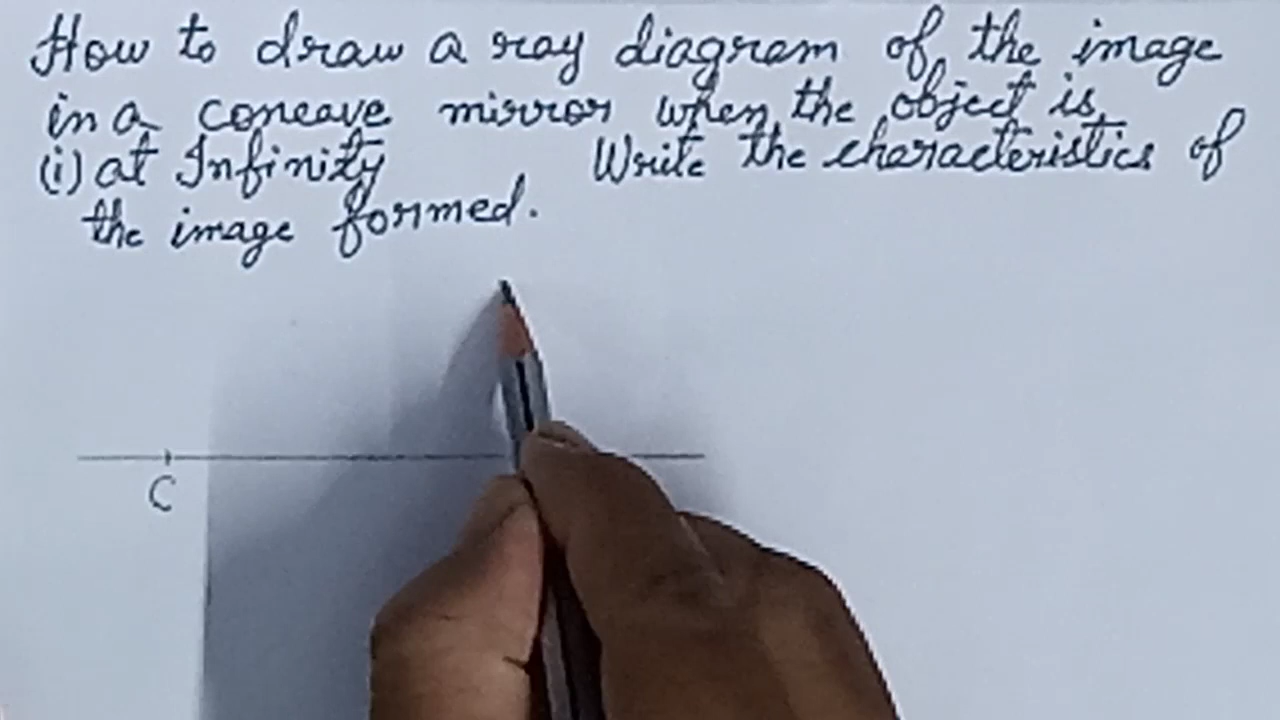 How to draw a ray diagram of the image
in a concave mirror when the object is
(i) at Infinity Write the characteristics of
the image formed.
C